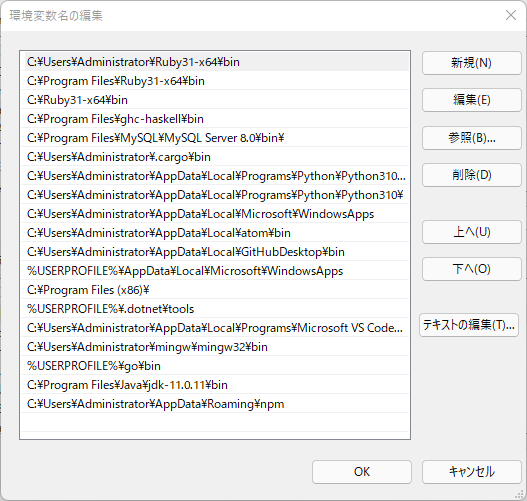 環境変数名の編集
C:¥Users¥Administrator¥Ruby31-x64¥bin
C:¥Program Files¥Ruby31-x64¥bin
C:¥Ruby31-x64¥bin
C:¥Program Files¥ghc-haskell¥bin
C:¥Program Files¥MySQL¥MySQL Server 8.0¥bin¥
C:¥Users¥Administrator¥.cargo¥bin
C:¥Users¥Administrator¥AppData¥Local¥Programs¥Python¥Python310...
C:¥Users¥Administrator¥AppData¥Local¥Programs¥Python¥Python310¥
C:¥Users¥Administrator¥AppData¥Local¥Microsoft¥WindowsApps
C:¥Users¥Administrator¥AppData¥Local¥atom¥bin
C:¥Users¥Administrator¥AppData¥Local¥GitHubDesktop¥bin
%USERPROFILE%¥AppData¥Local¥Microsoft¥WindowsApps
C:¥Program Files (x86)¥
%USERPROFILE%¥.dotnet¥tools
C:¥Users¥Administrator¥AppData¥Local¥Programs¥Microsoft VS Code...
C:¥Users¥Administrator¥mingw¥mingw32¥bin
%USERPROFILE%¥go¥bin
C:¥Program Files¥Java¥jdk-11.0.11¥bin
C:¥Users¥Administrator¥AppData¥Roaming¥npm
新規(N)
編集(E)
参照(B)...
削除(D)
上へ(U)
下へ(O)
テキストの編集(T)...
OK
キャンセル